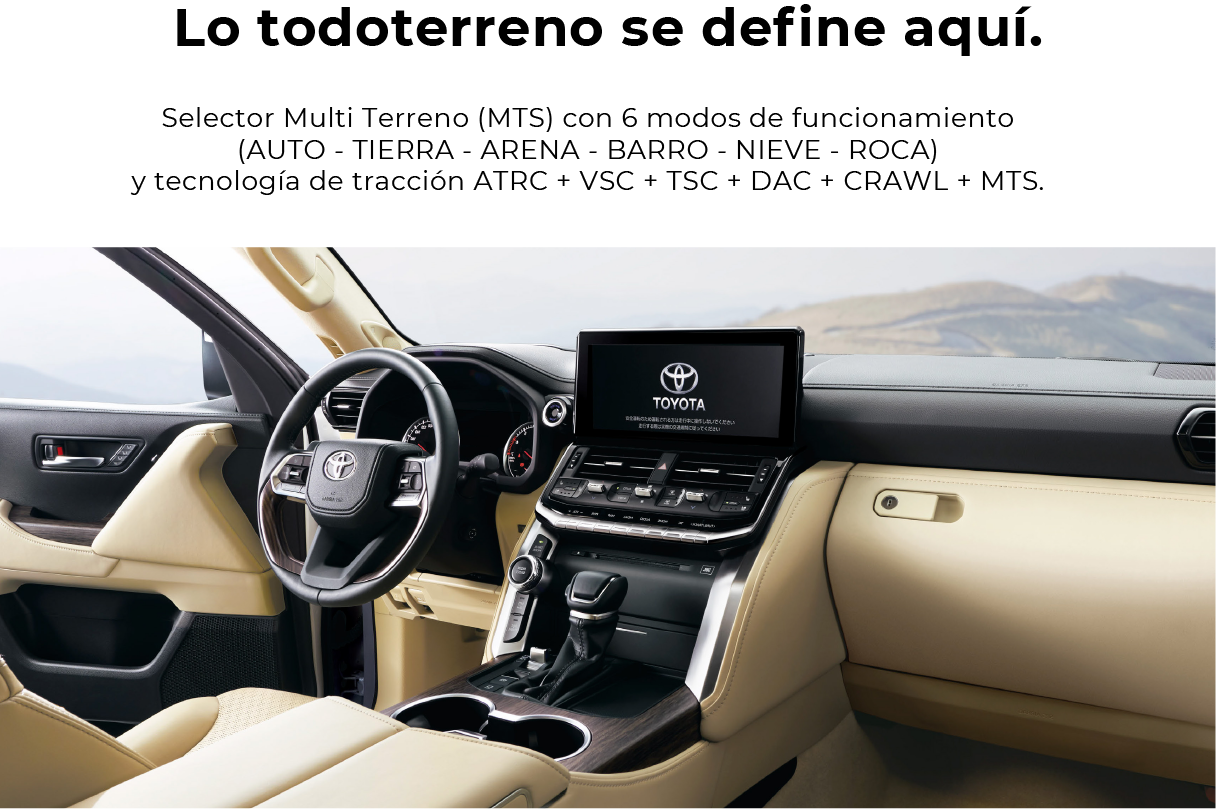 Lo todoterreno se define aquí.
Selector Multi Terreno (MTS) con 6 modos de funcionamiento
(AUTO - TIERRA - ARENA - BARRO - NIEVE - ROCA)
y tecnología de tracción ATRC + VSC + TSC + DAC + CRAWL + MTS.
TOYOTA